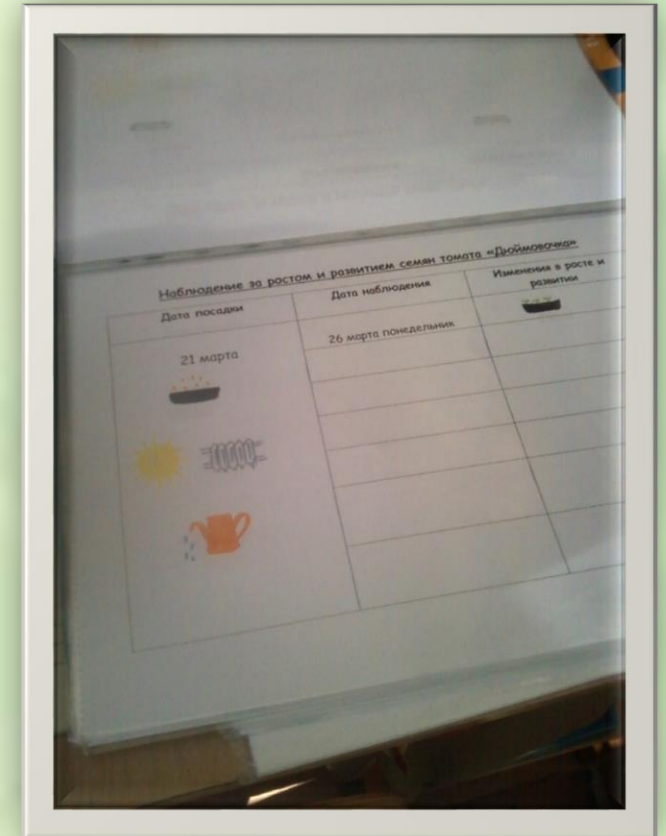 Наблюдение за ростом и развитием семян томата «Дюймовочка»
Дата посадки
Дата наблюдения
Изменения в росте и
развитии
21 марта
26 марта понедельник